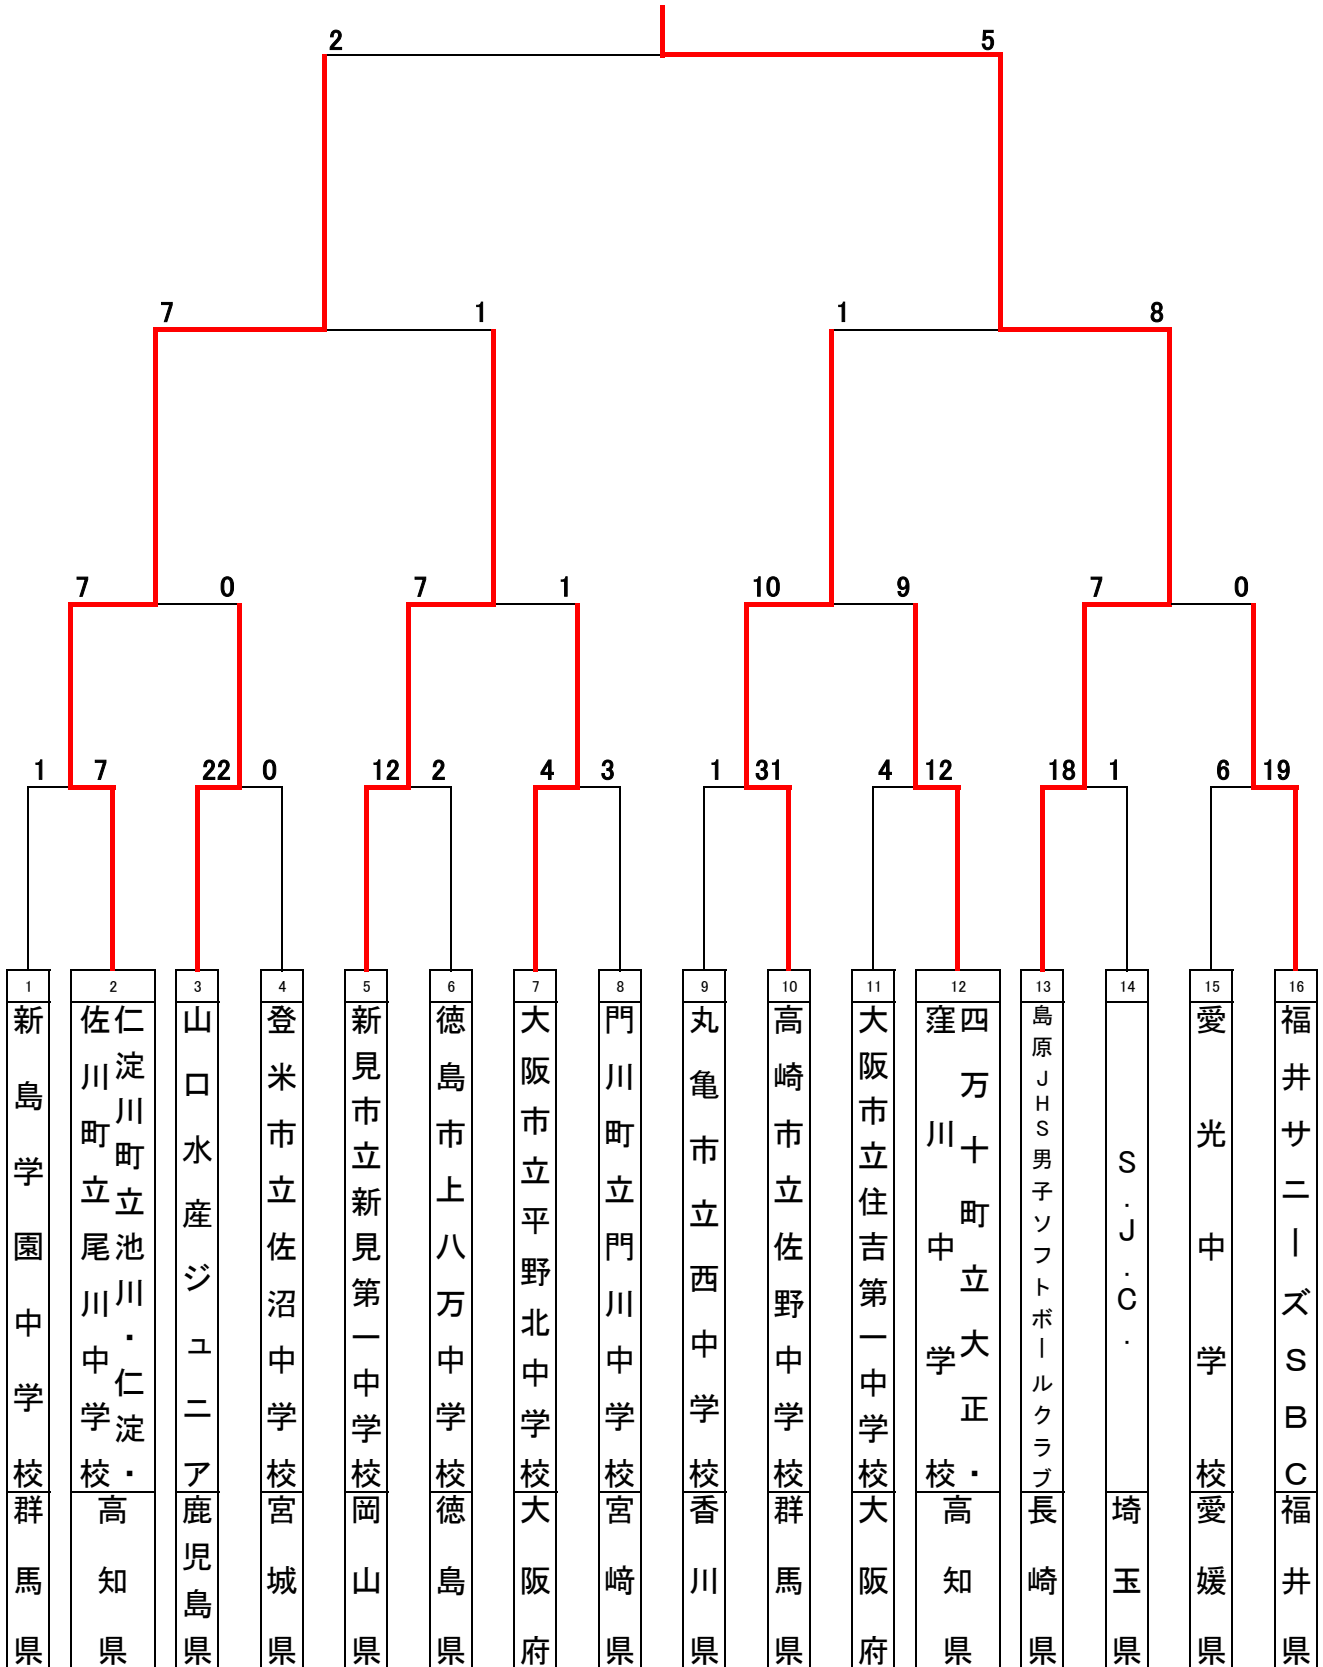 2 5
7 1 1 8
7 0 7 1 10 9 7 0
1 7 22 0 12 2 4 3 1 31 4 12 18 1 6 19
1
新島学園中学校
群馬県
2
仁淀川町立池川・仁淀・
佐川町立尾川中学校
高知県
3
山口水産ジュニア
鹿児島県
4
登米市立佐沼中学校
宮城県
5
新見市立新見第一中学校
岡山県
6
徳島市上八万中学校
徳島県
7
大阪市立平野北中学校
大阪府
8
門川町立門川中学校
宮﨑県
9
丸亀市立西中学校
香川県
10
高崎市立佐野中学校
群馬県
11
大阪市立住吉第一中学校
大阪府
12
四万十町立大正・
窪川中学校
高知県
13
島原JHS男子ソフトボールクラブ
長崎県
14
S.J.C.
埼玉県
15
愛光中学校
愛媛県
16
福井サニーズSBC
福井県